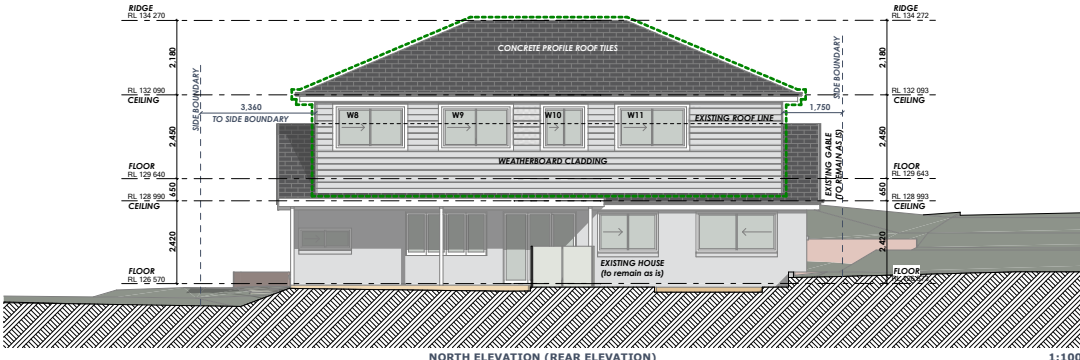 RIDGE
RL 134 270
2,180
RL 132 090
CEILING
SIDE BOUNDARY
3,360
TO SIDE BOUNDARY
2,450
FLOOR
RL 129 640
650
RL 128 990
CEILING
2,420
FLOOR
RL 126 570
CONCRETE PROFILE ROOF TILES
W8
W9
W10
W11
EXISTING ROOF LINE
WEATHERBOARD CLADDING
EXISTING HOUSE
(to remain as is)
RIDGE
RL 134 272
2,180
SIDE BOUNDARY
RL 132 093
CEILING
1,750
2,450
EXISTING GABLE
(TO REMAIN AS IS)
FLOOR
RL 129 643
650
RL 128 993
CEILING
2,420
FLOOR
NORTH ELEVATION (REAR ELEVATION)
1:100